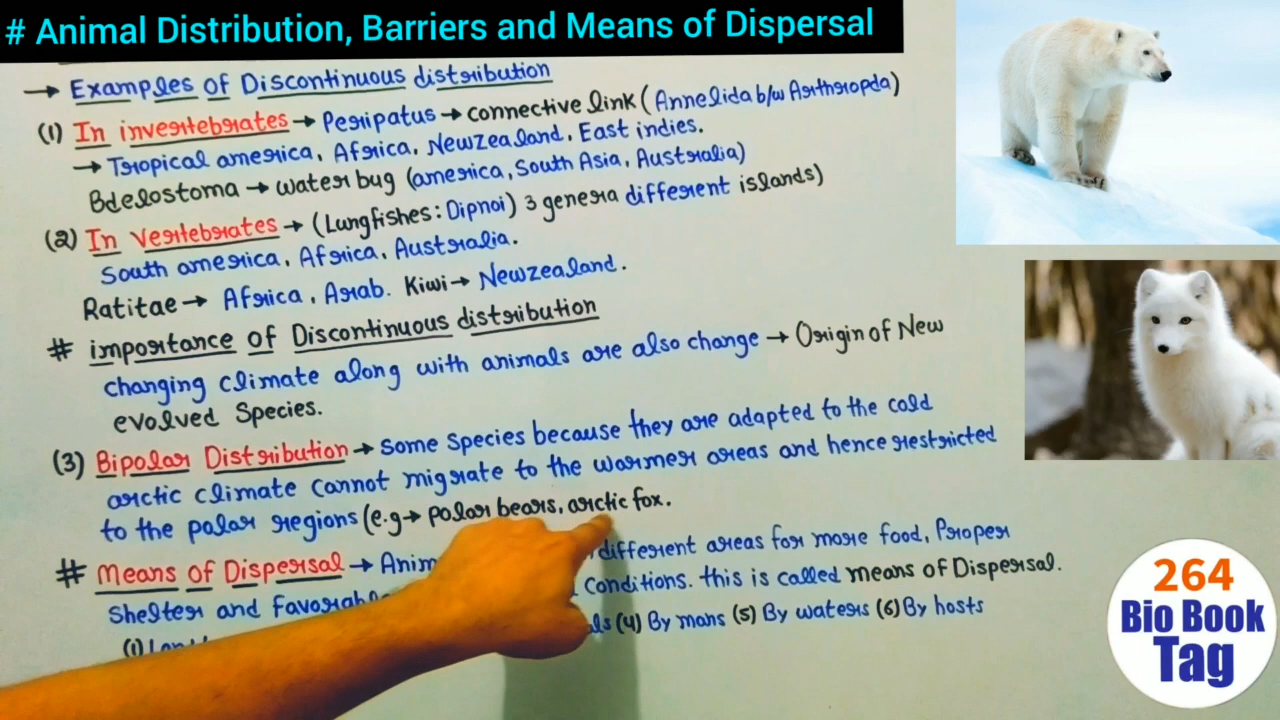 # Animal Distribution, Barriers and Means of Dispersal
→ Examples of Discontinuous distribution
(1) In invertebrates → Peripatus → connective link (Annelida b/w Artheropda)
→ Tropical america, Africa, Newzealand, East indies.
Bdelostoma → water bug (america, South Asia, Australia)
(2) In Vertebrates → (Lungfishes: Dipnoi) 3 genera different islands)
South america, Africa, Australia.
Ratitae → Africa, Arab. Kiwi → Newzealand.
# importance of Discontinuous distribution
changing climate along with animals are also change → Origin of New
evolved Species.
(3) Bipolar Distribution → some species because they are adapted to the cold
arctic climate cannot migrate to the warmer areas and hence restricted
to the polar regions (e.g → polar bears, arctic fox.
# Means of Dispersal → Anim different areas for more food, Proper
Shelter and Favorabl conditions. this is called means of Dispersal.
(1) ls (4) By mans (5) By waters (6) By hosts
264
Bio Book
Tag